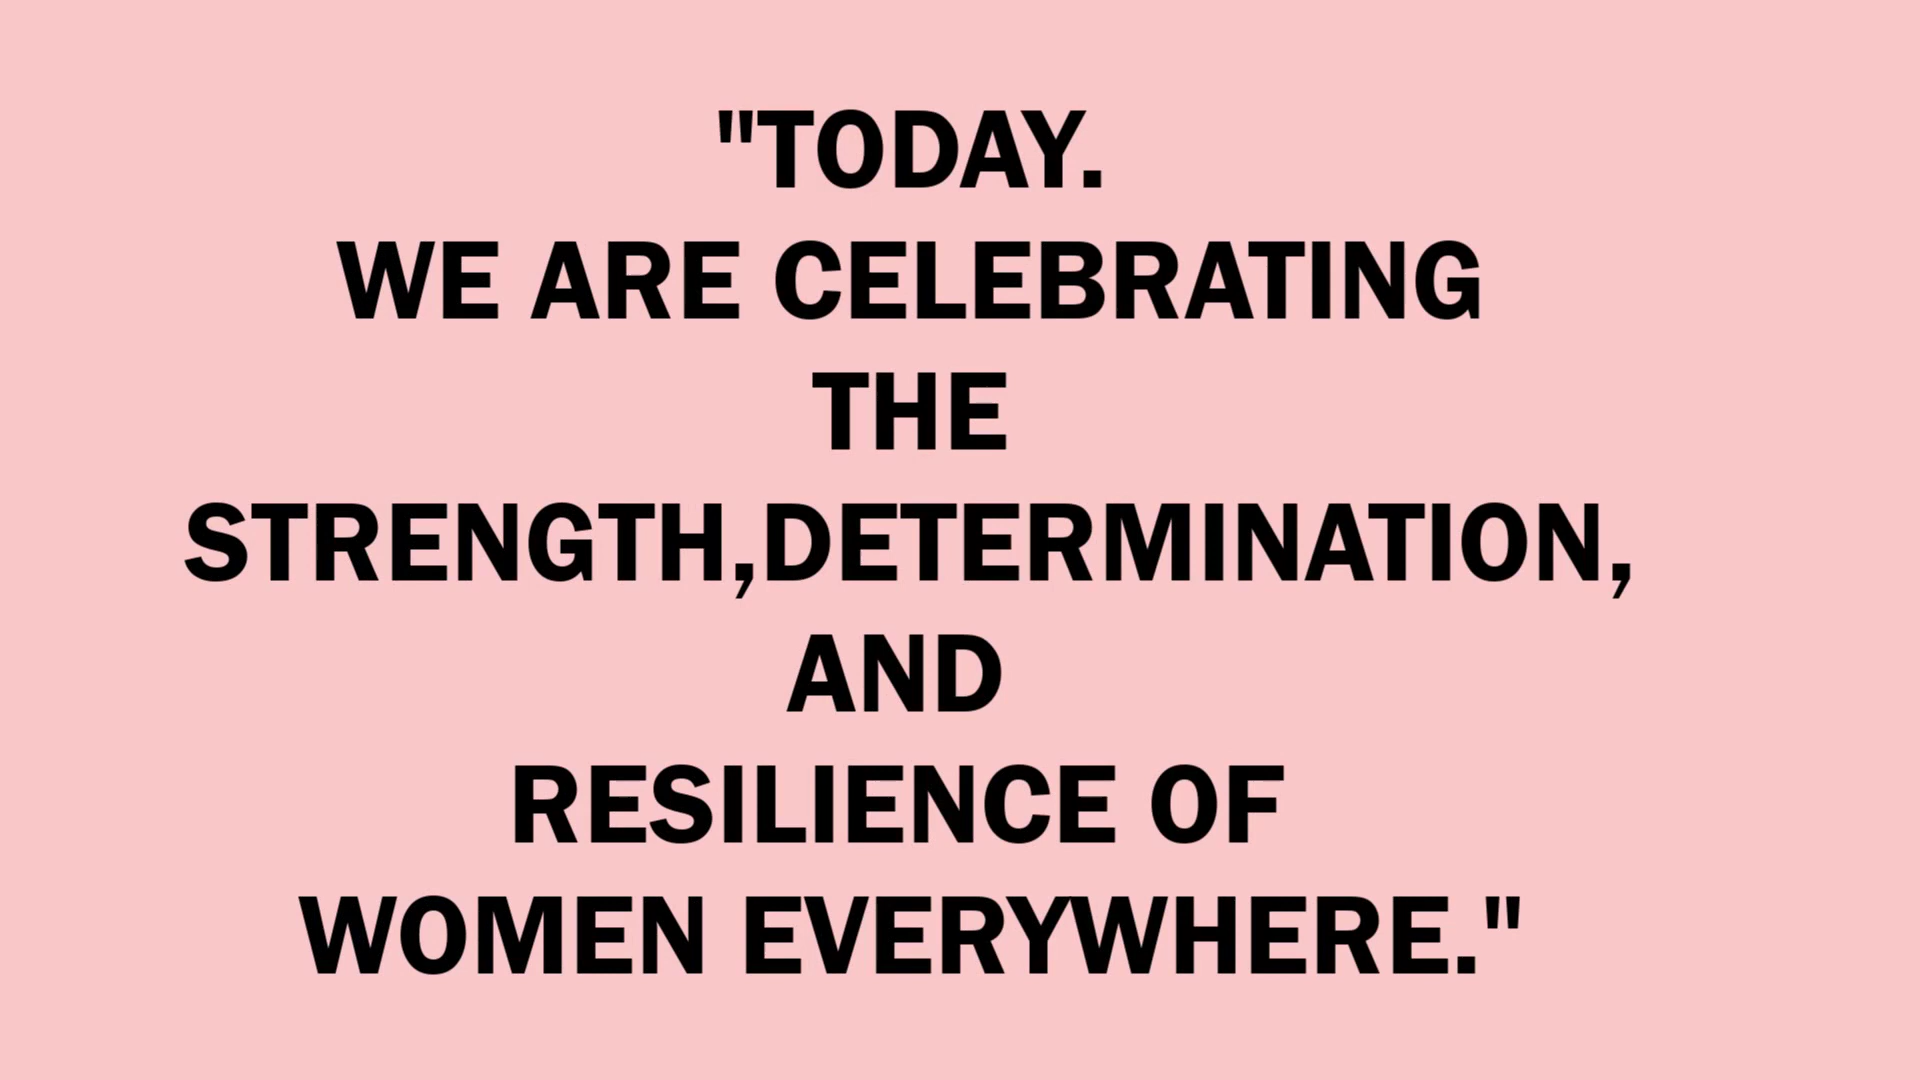 "TODAY.
WE ARE CELEBRATING
THE
STRENGTH,DETERMINATION,
AND
RESILIENCE OF
WOMEN EVERYWHERE."